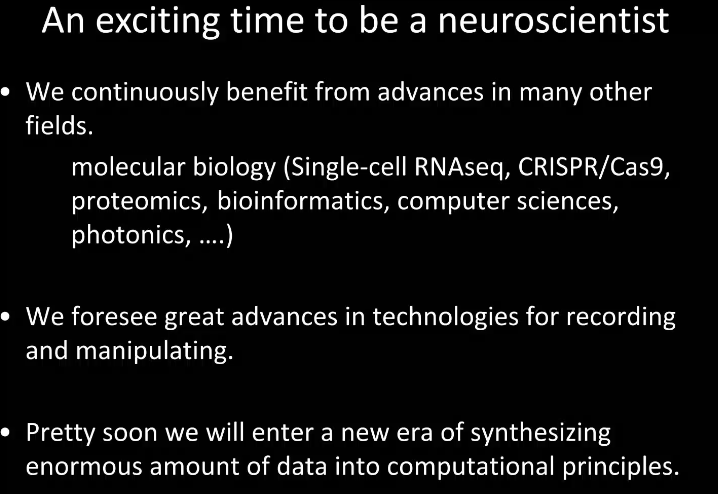 An exciting time to be a neuroscientist
• We continuously benefit from advances in many other
fields.
molecular biology (Single-cell RNAseq, CRISPR/Cas9,
proteomics, bioinformatics, computer sciences,
photonics, ….)
• We foresee great advances in technologies for recording
and manipulating.
• Pretty soon we will enter a new era of synthesizing
enormous amount of data into computational principles.